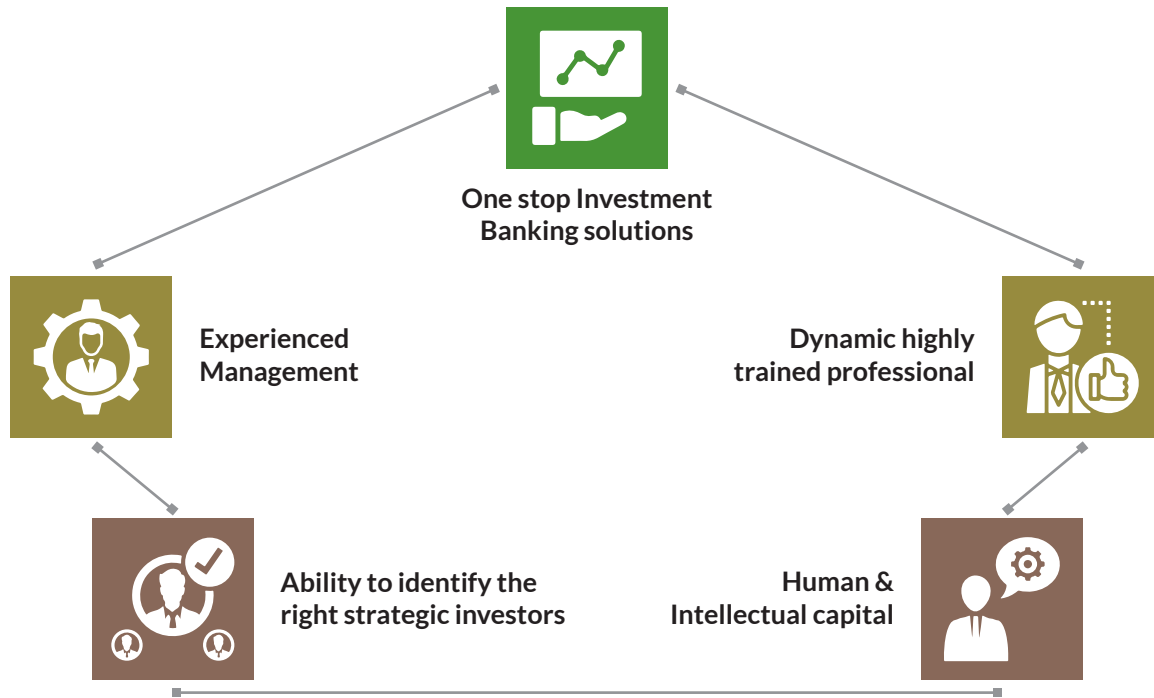 One stop Investment
Banking solutions
Experienced
Management
Dynamic highly
trained professional
Ability to identify the
right strategic investors
Human &
Intellectual capital